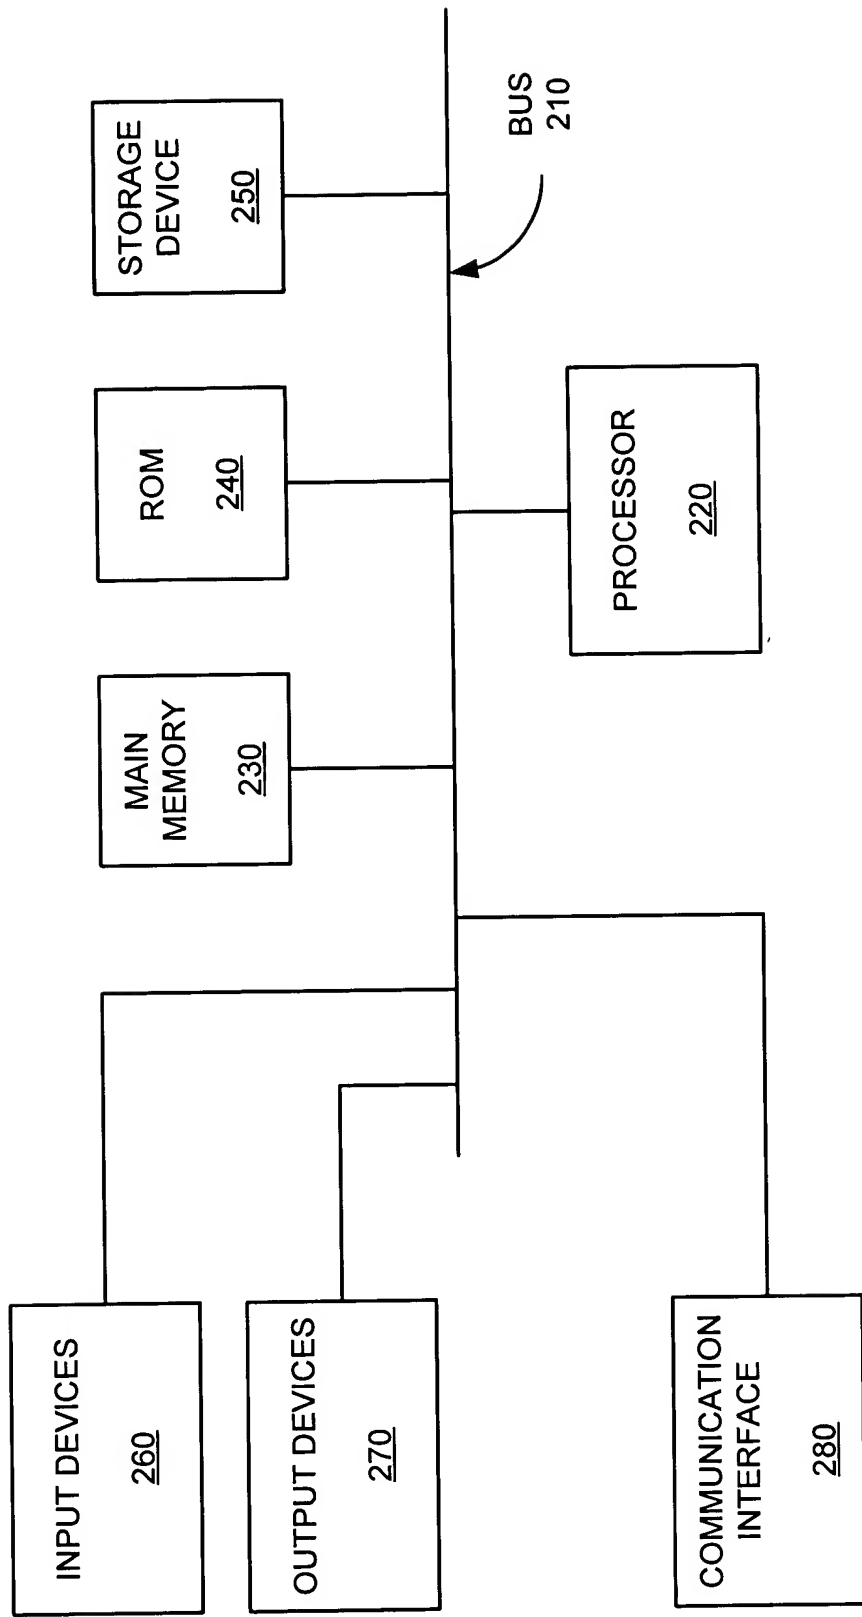 INPUT DEVICES
260
OUTPUT DEVICES
270
COMMUNICATION
INTERFACE
280
MAIN
MEMORY
230
ROM
240
STORAGE
DEVICE
250
PROCESSOR
220
BUS
210